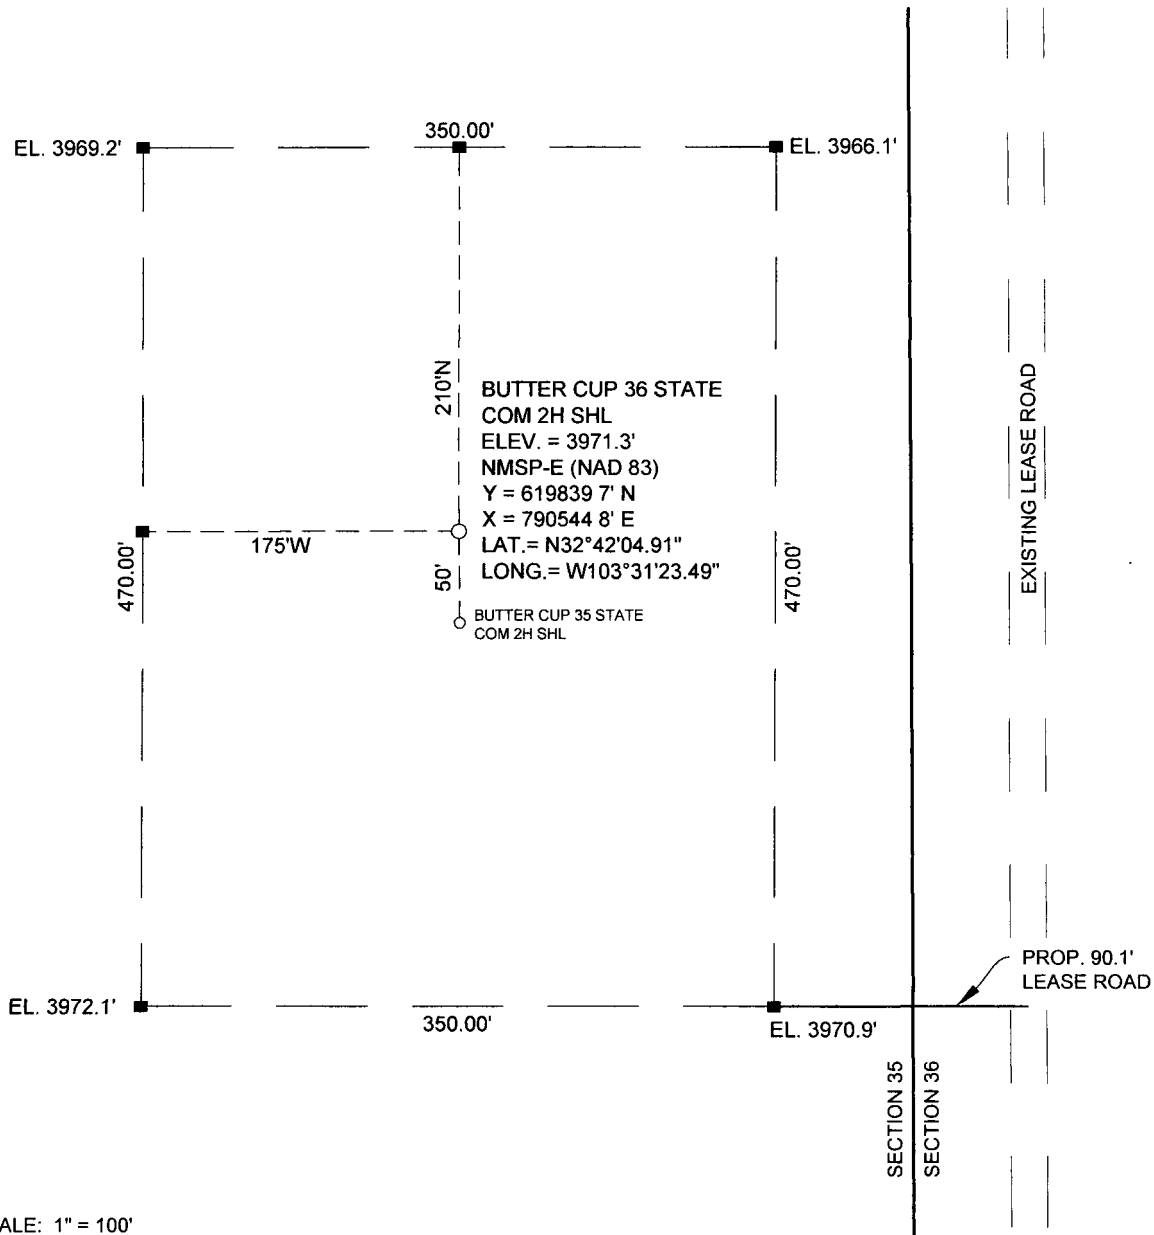 350.00'
EL. 3969.2'
EL. 3966.1'
210'N
BUTTER CUP 36 STATE
COM 2H SHL
ELEV. = 3971.3'
NMSP-E (NAD 83)
Y = 619839 7' N
X = 790544 8' E
LAT.= N32°42'04.91"
LONG.= W103°31'23.49"
175'W
470.00'
50'
470.00'
EXISTING LEASE ROAD
BUTTER CUP 35 STATE
COM 2H SHL
PROP. 90.1'
LEASE ROAD
EL. 3972.1'
350.00'
EL. 3970.9'
SECTION 35
SECTION 36
ALE: 1" = 100'